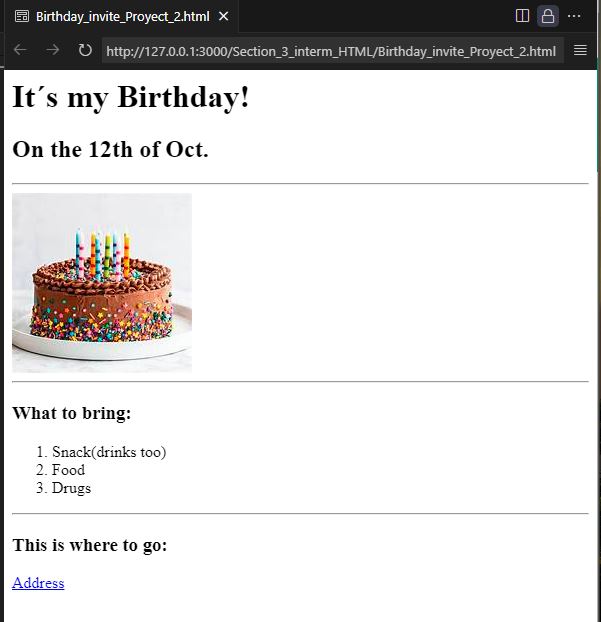 Birthday_invite_Proyect_2.html
http://127.0.0.1:3000/Section_3_interm_HTML/Birthday_invite_Proyect_2.html
It´s my Birthday!
On the 12th of Oct.
What to bring:
1. Snack(drinks too)
2. Food
3. Drugs
This is where to go:
Address